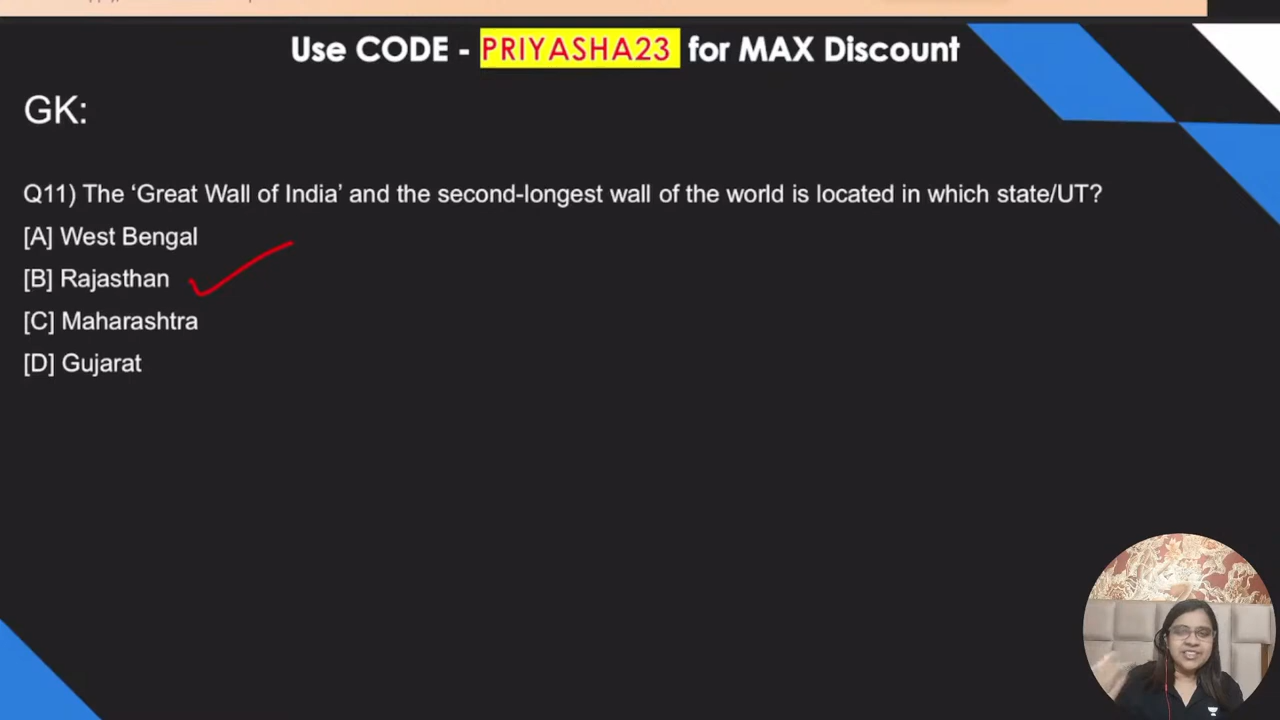 Use CODE - PRIYASHA23 for MAX Discount
GK:
Q11) The ‘Great Wall of India’ and the second-longest wall of the world is located in which state/UT?
[A] West Bengal
[B] Rajasthan
[C] Maharashtra
[D] Gujarat